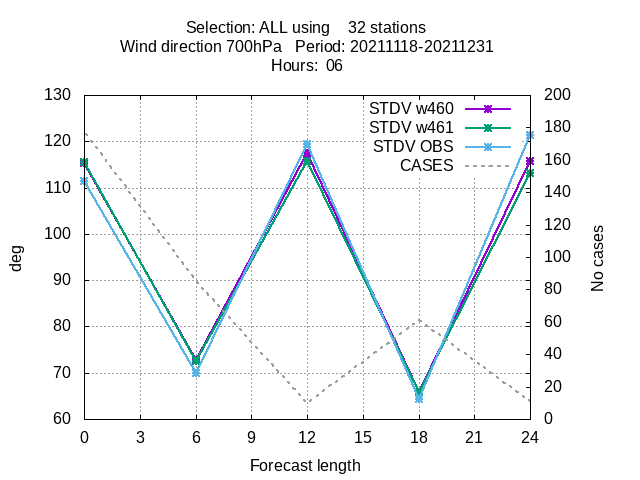 Selection: ALL using 32 stations
Wind direction 700hPa Period: 20211118-20211231
Hours: 06
130 200
STDV w460
STDV w461
STDV OBS
CASES
120 180
110 160
100 140
90 120
80 100
70 80
60 60
40
20
0
deg
No cases
0 3 6 9 12 15 18 21 24
Forecast length